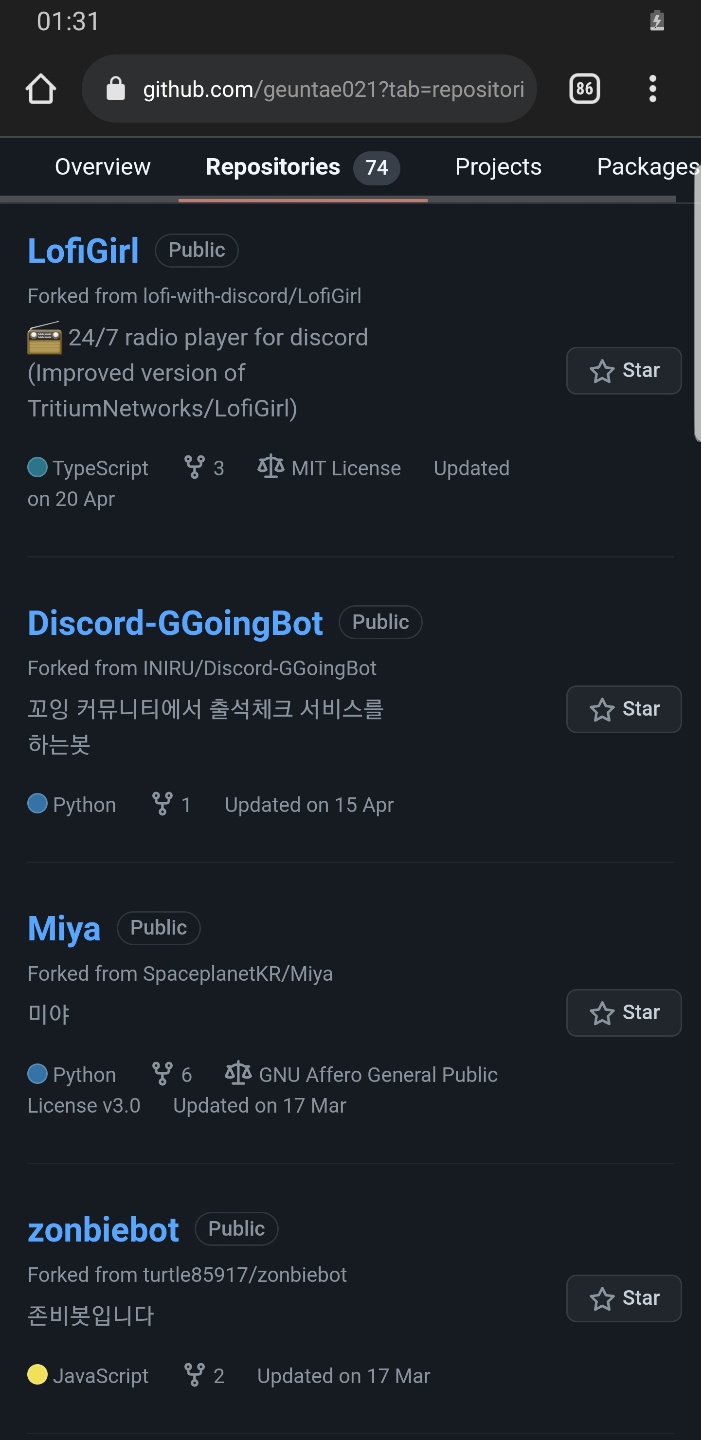 01:31
github.com/geuntae021?tab=repositori
86
Overview Repositories 74 Projects Packages
LofiGirl Public
Forked from lofi-with-discord/LofiGirl
24/7 radio player for discord
(Improved version of
TritiumNetworks/LofiGirl)
Star
TypeScript 3 MIT License Updated
on 20 Apr
Discord-GGoingBot Public
Forked from INIRU/Discord-GGoingBot
꼬잉 커뮤니티에서 출석체크 서비스를
하는봇
Star
Python 1 Updated on 15 Apr
Miya Public
Forked from SpaceplanetKR/Miya
미야
Star
Python 6 GNU Affero General Public
License v3.0 Updated on 17 Mar
zonbiebot Public
Forked from turtle85917/zonbiebot
존비봇입니다
Star
JavaScript 2 Updated on 17 Mar